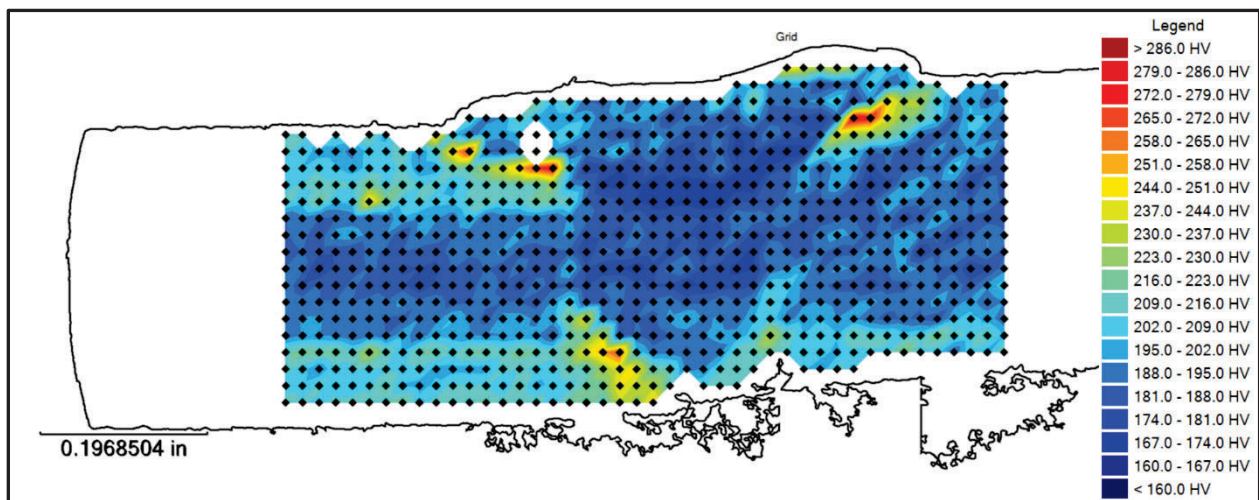 Grid
Legend
> 286.0 HV
279.0 - 286.0 HV
272.0 - 279.0 HV
265.0 - 272.0 HV
258.0 - 265.0 HV
251.0 - 258.0 HV
244.0 - 251.0 HV
237.0 - 244.0 HV
230.0 - 237.0 HV
223.0 - 230.0 HV
216.0 - 223.0 HV
209.0 - 216.0 HV
202.0 - 209.0 HV
195.0 - 202.0 HV
188.0 - 195.0 HV
181.0 - 188.0 HV
174.0 - 181.0 HV
167.0 - 174.0 HV
160.0 - 167.0 HV
< 160.0 HV
0.1968504 in